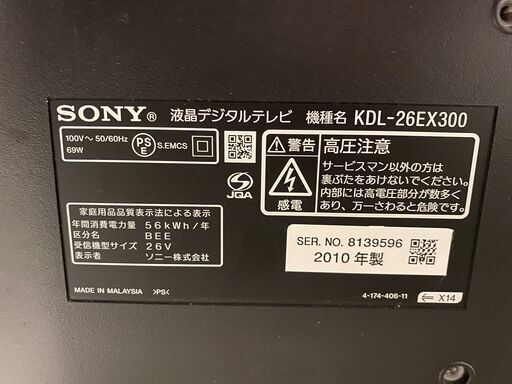 SONY® 液晶デジタルテレビ 機種名 KDL-26EX300
100V～ 50/60Hz
69W
PS
E
S.EMCS
JGA
警告 高圧注意
感電
サービスマン以外の方は
裏ぶたをあけないでください。
内部には高電圧部分が数多く
あり、万一さわると危険です。
家庭用品品質表示法による表示
年間消費電力量 56kWh/年
区分名 BEE
受信機型サイズ 26V
ソニー株式会社
SER. NO. 8139596
2010 年製
MADE IN MALAYSIA >PS<
4-174-406-11
⇐ X14